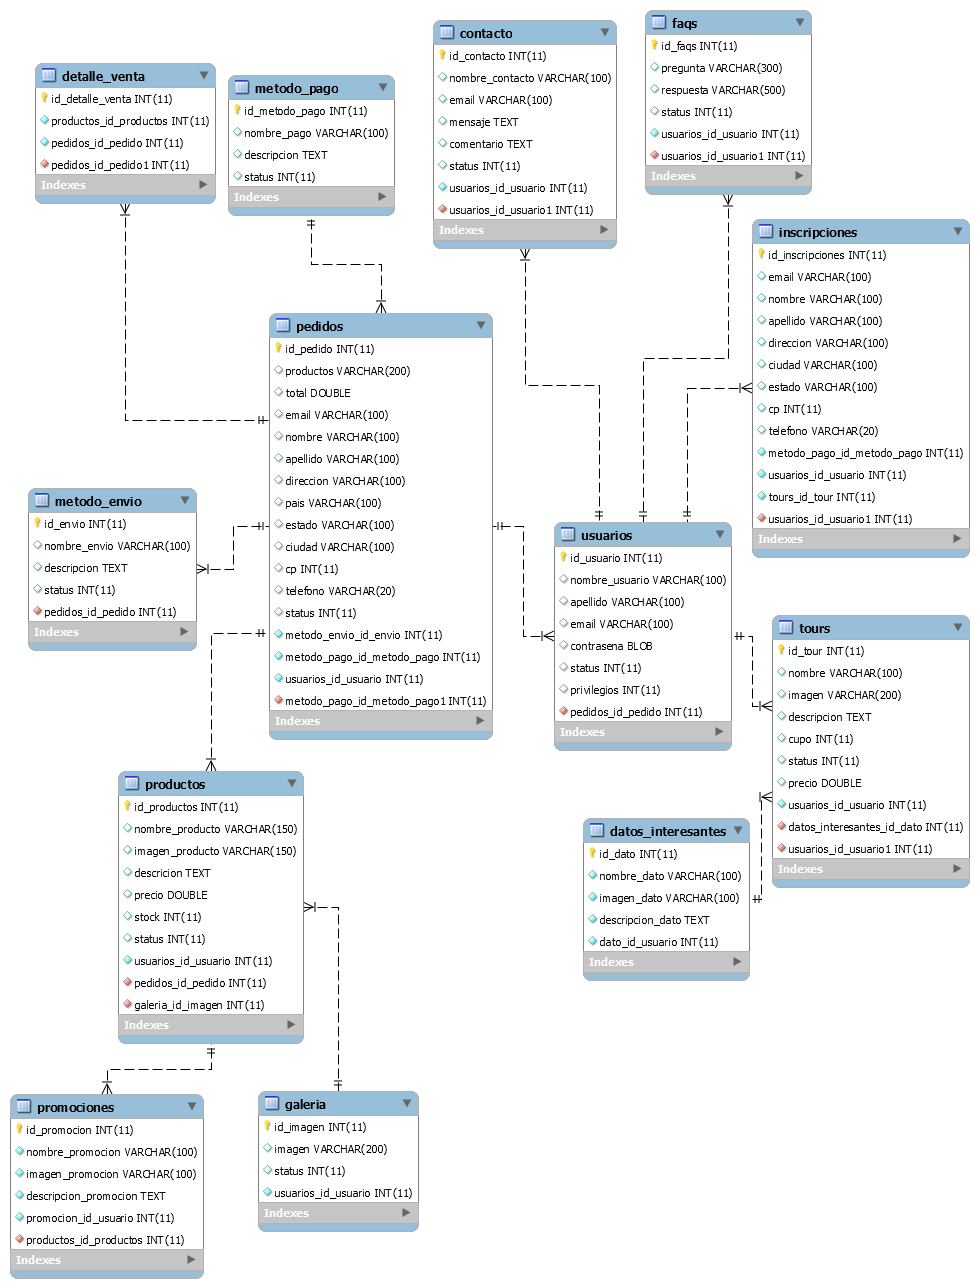 contacto
id_contacto INT(11)
nombre_contacto VARCHAR(100)
email VARCHAR(100)
mensaje TEXT
comentario TEXT
status INT(11)
usuarios_id_usuario INT(11)
usuarios_id_usuario1 INT(11)
Indexes
faqs
id_faqs INT(11)
pregunta VARCHAR(300)
respuesta VARCHAR(500)
status INT(11)
usuarios_id_usuario INT(11)
usuarios_id_usuario1 INT(11)
Indexes
detalle_venta
id_detalle_venta INT(11)
productos_id_productos INT(11)
pedidos_id_pedido INT(11)
pedidos_id_pedido1 INT(11)
Indexes
metodo_pago
id_metodo_pago INT(11)
nombre_pago VARCHAR(100)
descripcion TEXT
status INT(11)
Indexes
inscripciones
id_inscripciones INT(11)
email VARCHAR(100)
nombre VARCHAR(100)
apellido VARCHAR(100)
direccion VARCHAR(100)
ciudad VARCHAR(100)
estado VARCHAR(100)
cp INT(11)
telefono VARCHAR(20)
metodo_pago_id_metodo_pago INT(11)
usuarios_id_usuario INT(11)
tours_id_tour INT(11)
usuarios_id_usuario1 INT(11)
Indexes
pedidos
id_pedido INT(11)
productos VARCHAR(200)
total DOUBLE
email VARCHAR(100)
nombre VARCHAR(100)
apellido VARCHAR(100)
direccion VARCHAR(100)
pais VARCHAR(100)
estado VARCHAR(100)
ciudad VARCHAR(100)
cp INT(11)
telefono VARCHAR(20)
status INT(11)
metodo_envio_id_envio INT(11)
metodo_pago_id_metodo_pago INT(11)
usuarios_id_usuario INT(11)
metodo_pago_id_metodo_pago1 INT(11)
Indexes
metodo_envio
id_envio INT(11)
nombre_envio VARCHAR(100)
descripcion TEXT
status INT(11)
pedidos_id_pedido INT(11)
Indexes
usuarios
id_usuario INT(11)
nombre_usuario VARCHAR(100)
apellido VARCHAR(100)
email VARCHAR(100)
contrasena BLOB
status INT(11)
privilegios INT(11)
pedidos_id_pedido INT(11)
Indexes
tours
id_tour INT(11)
nombre VARCHAR(100)
imagen VARCHAR(200)
descripcion TEXT
cupo INT(11)
status INT(11)
precio DOUBLE
usuarios_id_usuario INT(11)
datos_interesantes_id_dato INT(11)
usuarios_id_usuario1 INT(11)
Indexes
productos
id_productos INT(11)
nombre_producto VARCHAR(150)
imagen_producto VARCHAR(150)
descricion TEXT
precio DOUBLE
stock INT(11)
status INT(11)
usuarios_id_usuario INT(11)
pedidos_id_pedido INT(11)
galeria_id_imagen INT(11)
Indexes
datos_interesantes
id_dato INT(11)
nombre_dato VARCHAR(100)
imagen_dato VARCHAR(100)
descripcion_dato TEXT
dato_id_usuario INT(11)
Indexes
promociones
id_promocion INT(11)
nombre_promocion VARCHAR(100)
imagen_promocion VARCHAR(100)
descripcion_promocion TEXT
promocion_id_usuario INT(11)
productos_id_productos INT(11)
Indexes
galeria
id_imagen INT(11)
imagen VARCHAR(200)
status INT(11)
usuarios_id_usuario INT(11)
Indexes